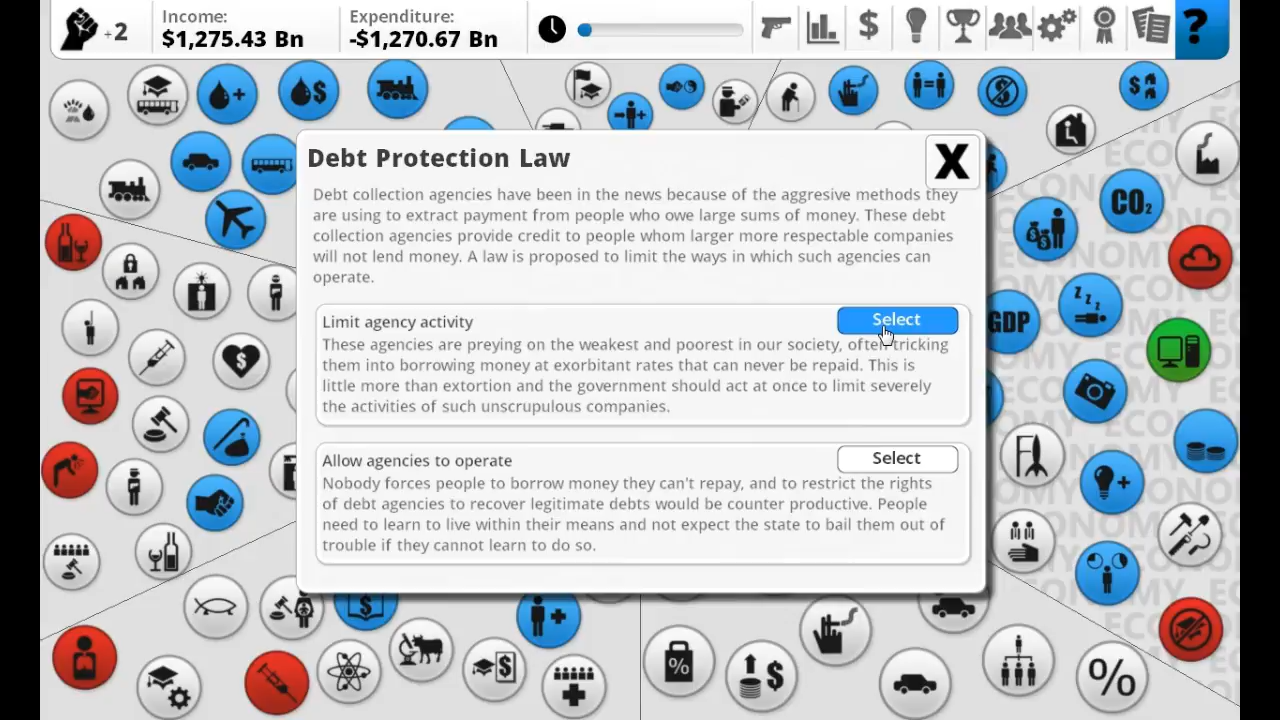 +2
Income:
$1,275.43 Bn
Expenditure:
-$1,270.67 Bn
?
Debt Protection Law
X
Debt collection agencies have been in the news because of the aggresive methods they
are using to extract payment from people who owe large sums of money. These debt
collection agencies provide credit to people whom larger more respectable companies
will not lend money. A law is proposed to limit the ways in which such agencies can
operate.
Limit agency activity
Select
These agencies are preying on the weakest and poorest in our society, often tricking
them into borrowing money at exorbitant rates that can never be repaid. This is
little more than extortion and the government should act at once to limit severely
the activities of such unscrupulous companies.
Allow agencies to operate
Select
Nobody forces people to borrow money they can't repay, and to restrict the rights
of debt agencies to recover legitimate debts would be counter productive. People
need to learn to live within their means and not expect the state to bail them out of
trouble if they cannot learn to do so.
CO2
GDP
ECONOMY
%
%